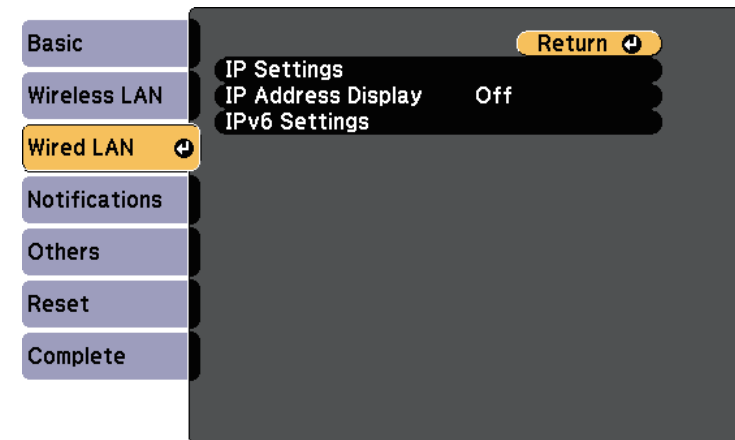 Basic
Wireless LAN
Wired LAN
Notifications
Others
Reset
Complete
Return
IP Settings
IP Address Display Off
IPv6 Settings